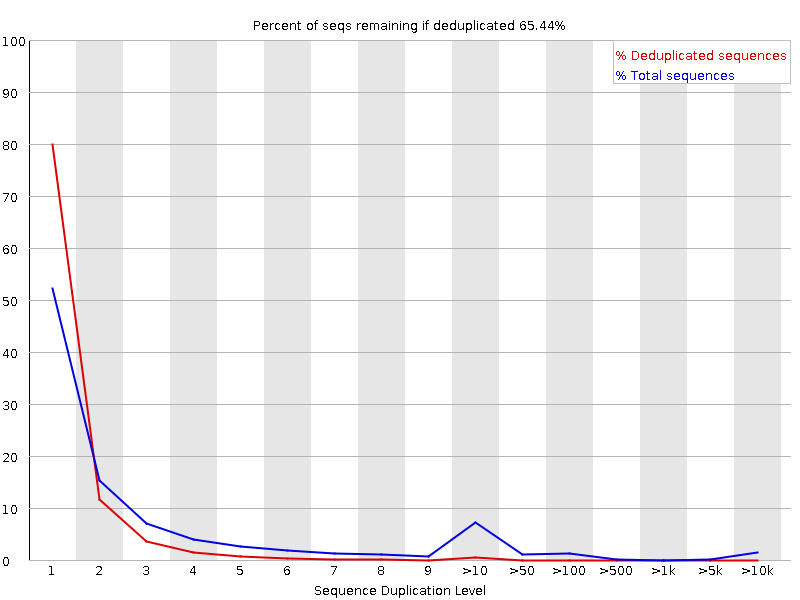 Percent of seqs remaining if deduplicated 65.44%
% Deduplicated sequences
% Total sequences
100
90
80
70
60
50
40
30
20
10
0
1 2 3 4 5 6 7 8 9 >10 >50 >100 >500 >1k >5k >10k
Sequence Duplication Level